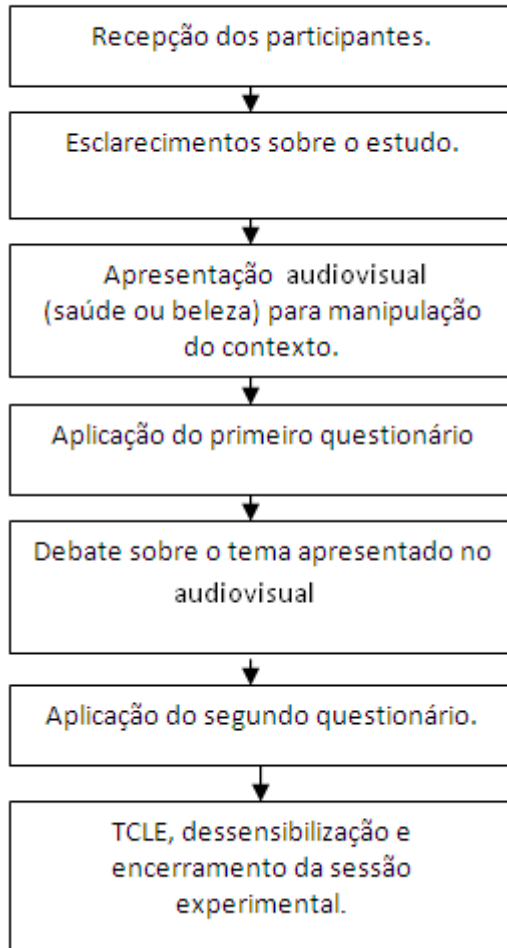 Recepção dos participantes.
Esclarecimentos sobre o estudo.
Apresentação audiovisual
(saúde ou beleza) para manipulação
do contexto.
Aplicação do primeiro questionário
Debate sobre o tema apresentado no
audiovisual
Aplicação do segundo questionário.
TCLE, dessensibilização e
encerramento da sessão
experimental.